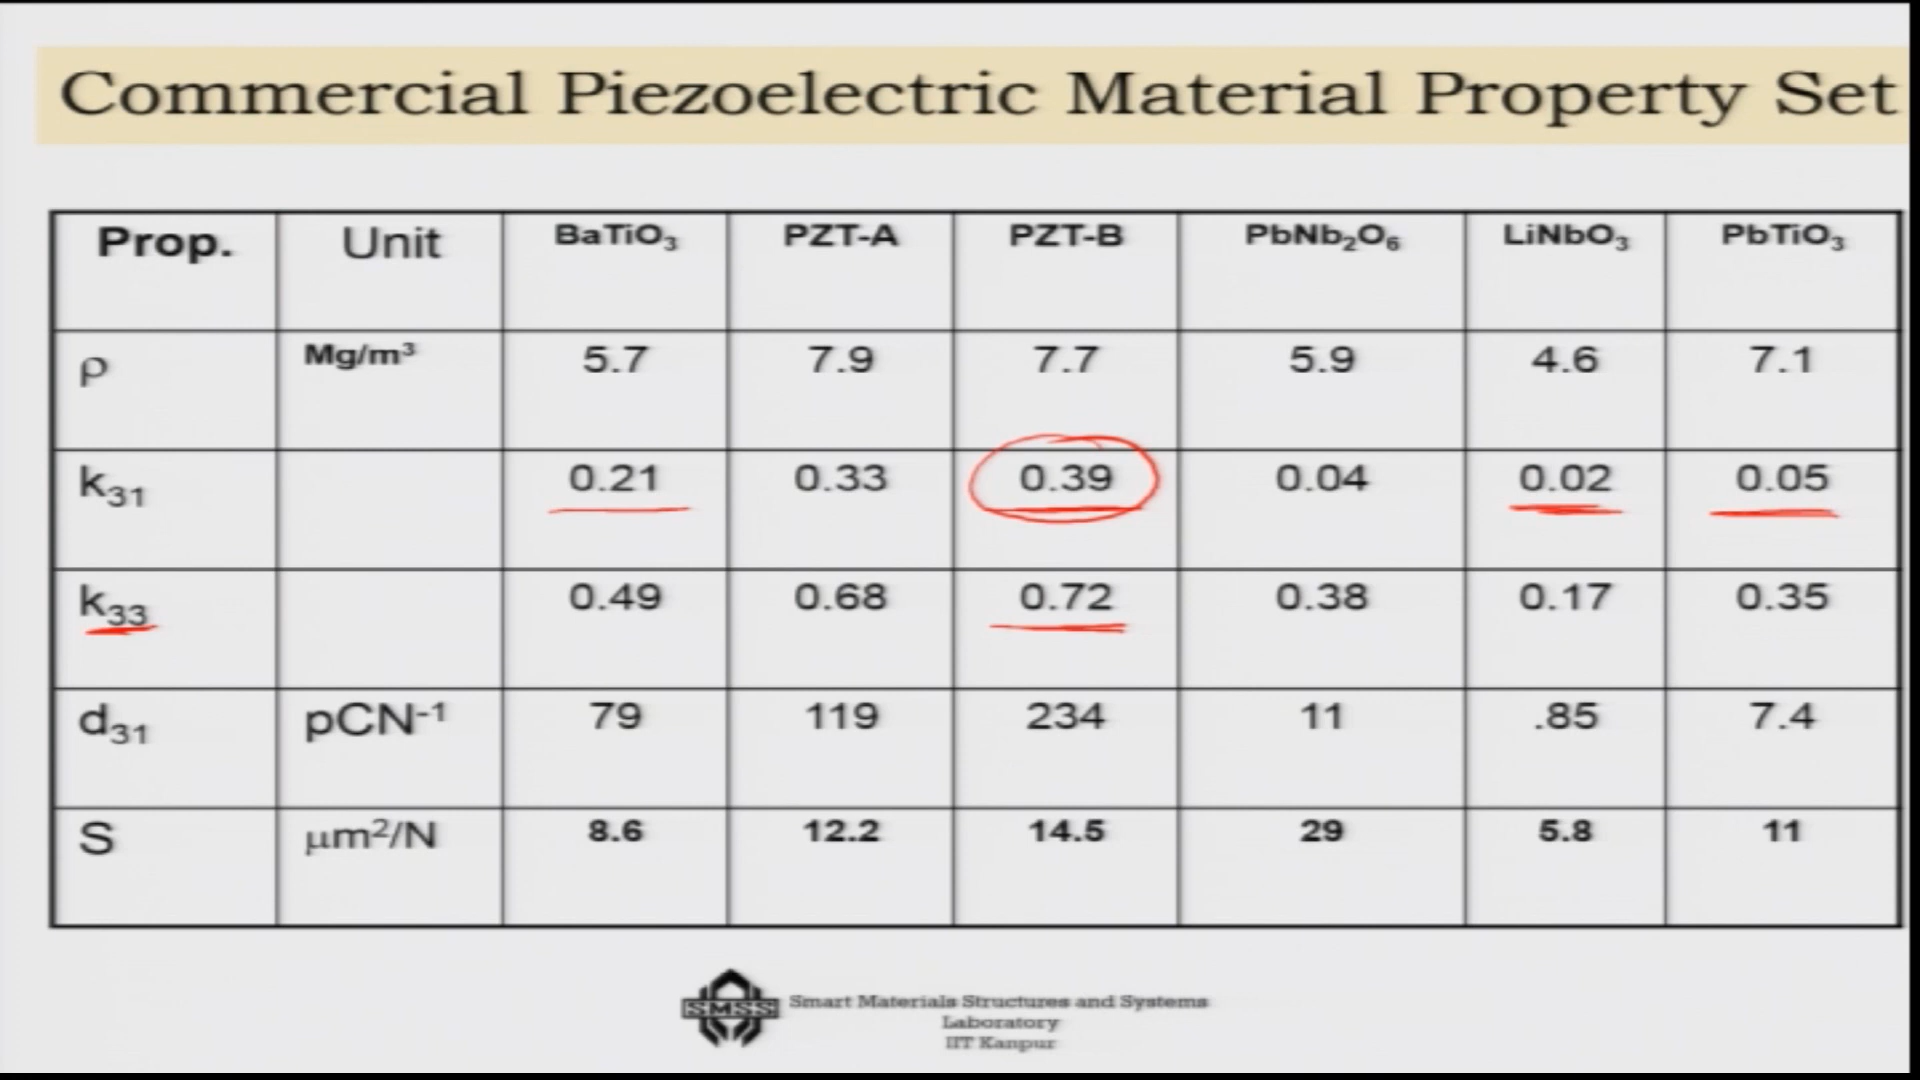 Commercial Piezoelectric Material Property Set
Prop. Unit BaTiO₃ PZT-A PZT-B PbNb₂O₆ LiNbO₃ PbTiO₃
ρ Mg/m³ 5.7 7.9 7.7 5.9 4.6 7.1
k₃₁ 0.21 0.33 0.39 0.04 0.02 0.05
k₃₃ 0.49 0.68 0.72 0.38 0.17 0.35
d₃₁ pCN⁻¹ 79 119 234 11 .85 7.4
S μm²/N 8.6 12.2 14.5 29 5.8 11
SMSS Smart Materials Structures and Systems
Laboratory
IIT Kanpur